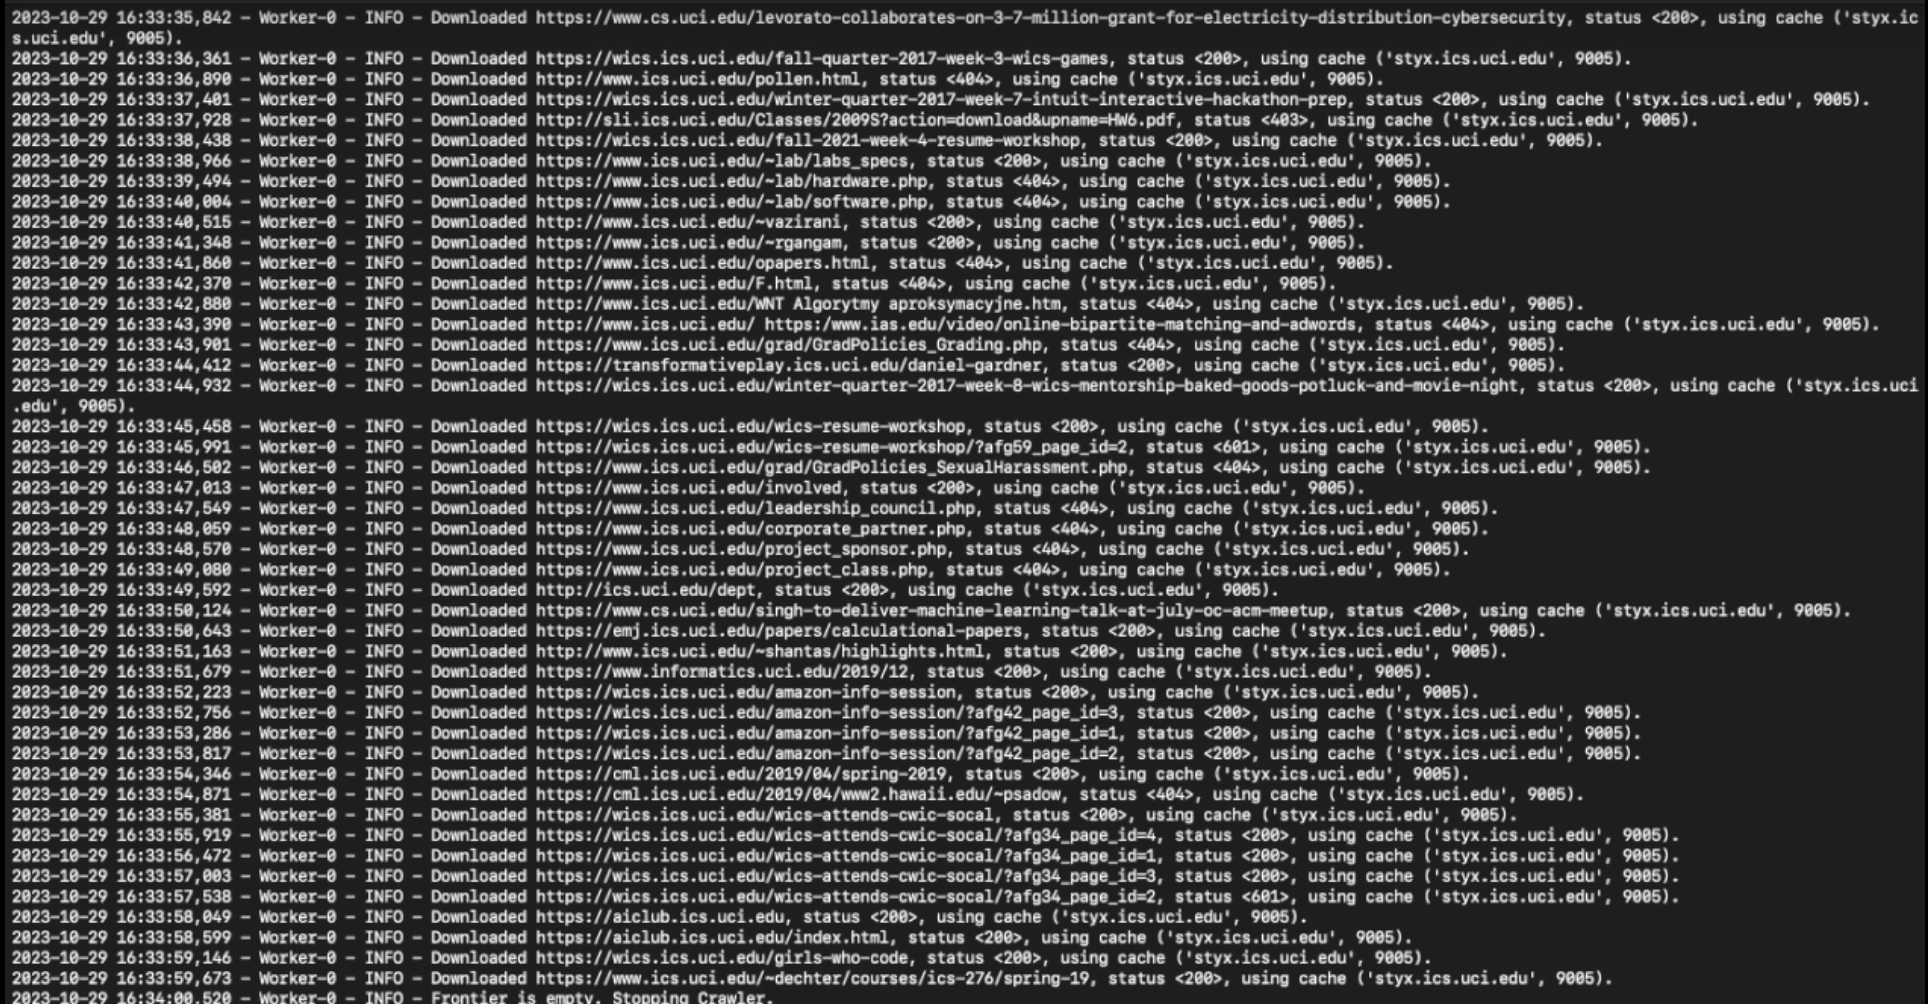 2023-10-29 16:33:35,842 - Worker-0 - INFO - Downloaded https://www.cs.uci.edu/levorato-collaborates-on-3-7-million-grant-for-electricity-distribution-cybersecurity, status <200>, using cache ('styx.ic
s.uci.edu', 9005).
2023-10-29 16:33:36,361 - Worker-0 - INFO - Downloaded https://wics.ics.uci.edu/fall-quarter-2017-week-3-wics-games, status <200>, using cache ('styx.ics.uci.edu', 9005).
2023-10-29 16:33:36,890 - Worker-0 - INFO - Downloaded http://www.ics.uci.edu/pollen.html, status <404>, using cache ('styx.ics.uci.edu', 9005).
2023-10-29 16:33:37,401 - Worker-0 - INFO - Downloaded https://wics.ics.uci.edu/winter-quarter-2017-week-7-intuit-interactive-hackathon-prep, status <200>, using cache ('styx.ics.uci.edu', 9005).
2023-10-29 16:33:37,928 - Worker-0 - INFO - Downloaded http://sli.ics.uci.edu/Classes/2009S?action=download&upname=HW6.pdf, status <403>, using cache ('styx.ics.uci.edu', 9005).
2023-10-29 16:33:38,438 - Worker-0 - INFO - Downloaded https://wics.ics.uci.edu/fall-2021-week-4-resume-workshop, status <200>, using cache ('styx.ics.uci.edu', 9005).
2023-10-29 16:33:38,966 - Worker-0 - INFO - Downloaded https://www.ics.uci.edu/~lab/labs_specs, status <200>, using cache ('styx.ics.uci.edu', 9005).
2023-10-29 16:33:39,494 - Worker-0 - INFO - Downloaded https://www.ics.uci.edu/~lab/hardware.php, status <404>, using cache ('styx.ics.uci.edu', 9005).
2023-10-29 16:33:40,004 - Worker-0 - INFO - Downloaded https://www.ics.uci.edu/~lab/software.php, status <404>, using cache ('styx.ics.uci.edu', 9005).
2023-10-29 16:33:40,515 - Worker-0 - INFO - Downloaded http://www.ics.uci.edu/~vazirani, status <200>, using cache ('styx.ics.uci.edu', 9005).
2023-10-29 16:33:41,348 - Worker-0 - INFO - Downloaded https://www.ics.uci.edu/~rgangam, status <200>, using cache ('styx.ics.uci.edu', 9005).
2023-10-29 16:33:41,860 - Worker-0 - INFO - Downloaded http://www.ics.uci.edu/opapers.html, status <404>, using cache ('styx.ics.uci.edu', 9005).
2023-10-29 16:33:42,370 - Worker-0 - INFO - Downloaded http://www.ics.uci.edu/F.html, status <404>, using cache ('styx.ics.uci.edu', 9005).
2023-10-29 16:33:42,880 - Worker-0 - INFO - Downloaded http://www.ics.uci.edu/WNT Algorytmy aproksymacyjne.htm, status <404>, using cache ('styx.ics.uci.edu', 9005).
2023-10-29 16:33:43,390 - Worker-0 - INFO - Downloaded http://www.ics.uci.edu/ https:/www.ias.edu/video/online-bipartite-matching-and-adwords, status <404>, using cache ('styx.ics.uci.edu', 9005).
2023-10-29 16:33:43,901 - Worker-0 - INFO - Downloaded https://www.ics.uci.edu/grad/GradPolicies_Grading.php, status <404>, using cache ('styx.ics.uci.edu', 9005).
2023-10-29 16:33:44,412 - Worker-0 - INFO - Downloaded https://transformativeplay.ics.uci.edu/daniel-gardner, status <200>, using cache ('styx.ics.uci.edu', 9005).
2023-10-29 16:33:44,932 - Worker-0 - INFO - Downloaded https://wics.ics.uci.edu/winter-quarter-2017-week-8-wics-mentorship-baked-goods-potluck-and-movie-night, status <200>, using cache ('styx.ics.uci
.edu', 9005).
2023-10-29 16:33:45,458 - Worker-0 - INFO - Downloaded https://wics.ics.uci.edu/wics-resume-workshop, status <200>, using cache ('styx.ics.uci.edu', 9005).
2023-10-29 16:33:45,991 - Worker-0 - INFO - Downloaded https://wics.ics.uci.edu/wics-resume-workshop/?afg59_page_id=2, status <601>, using cache ('styx.ics.uci.edu', 9005).
2023-10-29 16:33:46,502 - Worker-0 - INFO - Downloaded https://www.ics.uci.edu/grad/GradPolicies_SexualHarassment.php, status <404>, using cache ('styx.ics.uci.edu', 9005).
2023-10-29 16:33:47,013 - Worker-0 - INFO - Downloaded https://www.ics.uci.edu/involved, status <200>, using cache ('styx.ics.uci.edu', 9005).
2023-10-29 16:33:47,549 - Worker-0 - INFO - Downloaded https://www.ics.uci.edu/leadership_council.php, status <404>, using cache ('styx.ics.uci.edu', 9005).
2023-10-29 16:33:48,059 - Worker-0 - INFO - Downloaded https://www.ics.uci.edu/corporate_partner.php, status <404>, using cache ('styx.ics.uci.edu', 9005).
2023-10-29 16:33:48,570 - Worker-0 - INFO - Downloaded https://www.ics.uci.edu/project_sponsor.php, status <404>, using cache ('styx.ics.uci.edu', 9005).
2023-10-29 16:33:49,080 - Worker-0 - INFO - Downloaded https://www.ics.uci.edu/project_class.php, status <404>, using cache ('styx.ics.uci.edu', 9005).
2023-10-29 16:33:49,592 - Worker-0 - INFO - Downloaded http://ics.uci.edu/dept, status <200>, using cache ('styx.ics.uci.edu', 9005).
2023-10-29 16:33:50,124 - Worker-0 - INFO - Downloaded https://www.cs.uci.edu/singh-to-deliver-machine-learning-talk-at-july-oc-acm-meetup, status <200>, using cache ('styx.ics.uci.edu', 9005).
2023-10-29 16:33:50,643 - Worker-0 - INFO - Downloaded https://emj.ics.uci.edu/papers/calculational-papers, status <200>, using cache ('styx.ics.uci.edu', 9005).
2023-10-29 16:33:51,163 - Worker-0 - INFO - Downloaded http://www.ics.uci.edu/~shantas/highlights.html, status <200>, using cache ('styx.ics.uci.edu', 9005).
2023-10-29 16:33:51,679 - Worker-0 - INFO - Downloaded https://www.informatics.uci.edu/2019/12, status <200>, using cache ('styx.ics.uci.edu', 9005).
2023-10-29 16:33:52,223 - Worker-0 - INFO - Downloaded https://wics.ics.uci.edu/amazon-info-session, status <200>, using cache ('styx.ics.uci.edu', 9005).
2023-10-29 16:33:52,756 - Worker-0 - INFO - Downloaded https://wics.ics.uci.edu/amazon-info-session/?afg42_page_id=3, status <200>, using cache ('styx.ics.uci.edu', 9005).
2023-10-29 16:33:53,286 - Worker-0 - INFO - Downloaded https://wics.ics.uci.edu/amazon-info-session/?afg42_page_id=1, status <200>, using cache ('styx.ics.uci.edu', 9005).
2023-10-29 16:33:53,817 - Worker-0 - INFO - Downloaded https://wics.ics.uci.edu/amazon-info-session/?afg42_page_id=2, status <200>, using cache ('styx.ics.uci.edu', 9005).
2023-10-29 16:33:54,346 - Worker-0 - INFO - Downloaded https://cml.ics.uci.edu/2019/04/spring-2019, status <200>, using cache ('styx.ics.uci.edu', 9005).
2023-10-29 16:33:54,871 - Worker-0 - INFO - Downloaded https://cml.ics.uci.edu/2019/04/www2.hawaii.edu/~psadow, status <404>, using cache ('styx.ics.uci.edu', 9005).
2023-10-29 16:33:55,381 - Worker-0 - INFO - Downloaded https://wics.ics.uci.edu/wics-attends-cwic-socal, status <200>, using cache ('styx.ics.uci.edu', 9005).
2023-10-29 16:33:55,919 - Worker-0 - INFO - Downloaded https://wics.ics.uci.edu/wics-attends-cwic-socal/?afg34_page_id=4, status <200>, using cache ('styx.ics.uci.edu', 9005).
2023-10-29 16:33:56,472 - Worker-0 - INFO - Downloaded https://wics.ics.uci.edu/wics-attends-cwic-socal/?afg34_page_id=1, status <200>, using cache ('styx.ics.uci.edu', 9005).
2023-10-29 16:33:57,003 - Worker-0 - INFO - Downloaded https://wics.ics.uci.edu/wics-attends-cwic-socal/?afg34_page_id=3, status <200>, using cache ('styx.ics.uci.edu', 9005).
2023-10-29 16:33:57,538 - Worker-0 - INFO - Downloaded https://wics.ics.uci.edu/wics-attends-cwic-socal/?afg34_page_id=2, status <601>, using cache ('styx.ics.uci.edu', 9005).
2023-10-29 16:33:58,049 - Worker-0 - INFO - Downloaded https://aiclub.ics.uci.edu, status <200>, using cache ('styx.ics.uci.edu', 9005).
2023-10-29 16:33:58,599 - Worker-0 - INFO - Downloaded https://aiclub.ics.uci.edu/index.html, status <200>, using cache ('styx.ics.uci.edu', 9005).
2023-10-29 16:33:59,146 - Worker-0 - INFO - Downloaded https://wics.ics.uci.edu/girls-who-code, status <200>, using cache ('styx.ics.uci.edu', 9005).
2023-10-29 16:33:59,673 - Worker-0 - INFO - Downloaded https://www.ics.uci.edu/~dechter/courses/ics-276/spring-19, status <200>, using cache ('styx.ics.uci.edu', 9005).
2023-10-29 16:34:00,520 - Worker-0 - INFO - Frontier is empty. Stopping Crawler.